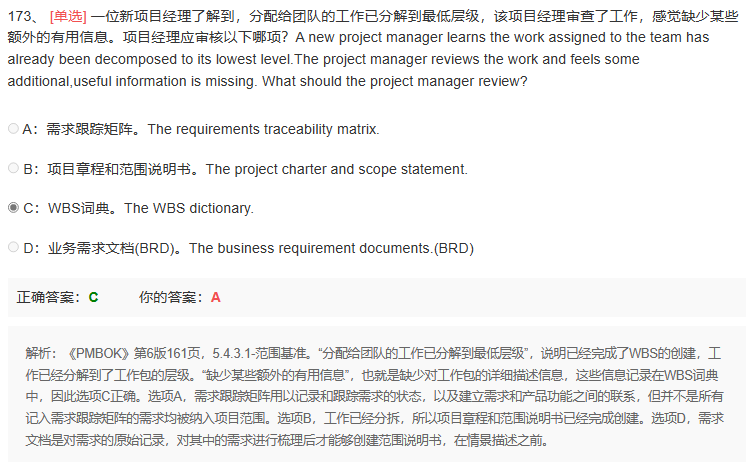 173、 [单选] 一位新项目经理了解到，分配给团队的工作已分解到最低层级，该项目经理审查了工作，感觉缺少某些
额外的有用信息。项目经理应审核以下哪项？A new project manager learns the work assigned to the team has
already been decomposed to its lowest level.The project manager reviews the work and feels some
additional,useful information is missing. What should the project manager review?
A：需求跟踪矩阵。The requirements traceability matrix.
B：项目章程和范围说明书。The project charter and scope statement.
C：WBS词典。The WBS dictionary.
D：业务需求文档(BRD)。The business requirement documents.(BRD)
正确答案：C 你的答案：A
解析：《PMBOK》第6版161页，5.4.3.1-范围基准。“分配给团队的工作已分解到最低层级”，说明已经完成了WBS的创建，工
作已经分解到了工作包的层级。“缺少某些额外的有用信息”，也就是缺少对工作包的详细描述信息，这些信息记录在WBS词典
中，因此选项C正确。选项A，需求跟踪矩阵用以记录和跟踪需求的状态，以及建立需求和产品功能之间的联系，但并不是所有
记入需求跟踪矩阵的需求均被纳入项目范围。选项B，工作已经分拆，所以项目章程和范围说明书已经完成创建。选项D，需求
文档是对需求的原始记录，对其中的需求进行梳理后才能够创建范围说明书，在情景描述之前。